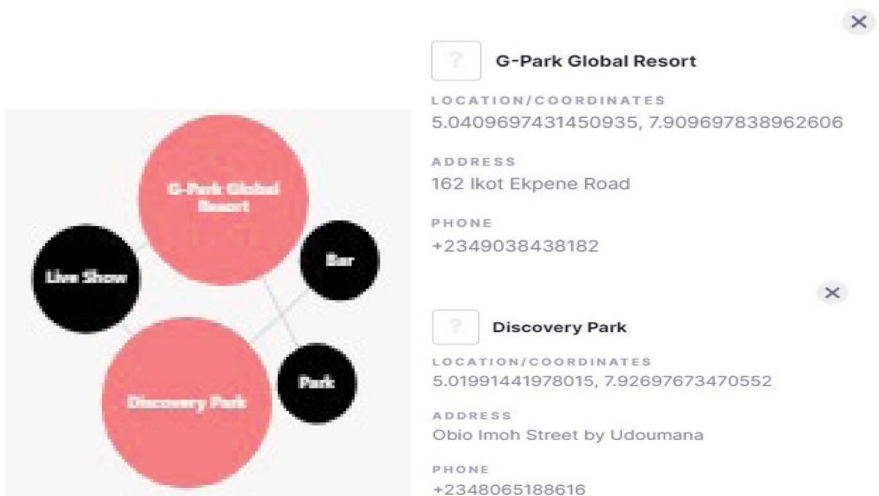 G-Park Global
Resort
Live Show
Bar
Park
Discovery Park
×
?
G-Park Global Resort
LOCATION/COORDINATES
5.0409697431450935, 7.909697838962606
ADDRESS
162 Ikot Ekpene Road
PHONE
+2349038438182
×
?
Discovery Park
LOCATION/COORDINATES
5.01991441978015, 7.92697673470552
ADDRESS
Obio Imoh Street by Udoumana
PHONE
+2348065188616